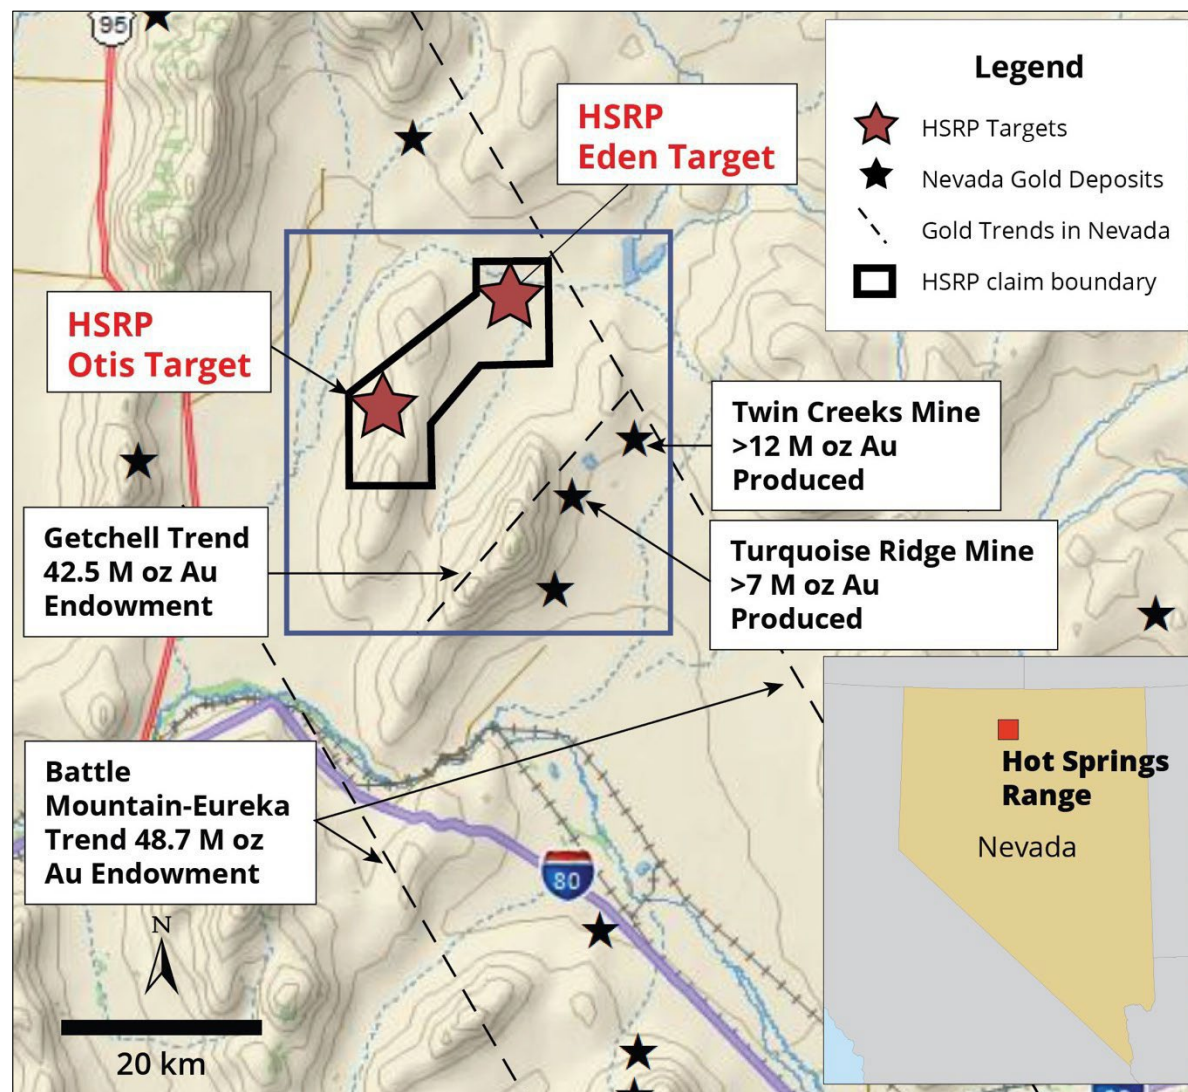 95
HSRP
Eden Target
Legend
HSRP Targets
Nevada Gold Deposits
Gold Trends in Nevada
HSRP claim boundary
HSRP
Otis Target
Twin Creeks Mine
>12 M oz Au
Produced
Getchell Trend
42.5 M oz Au
Endowment
Turquoise Ridge Mine
>7 M oz Au
Produced
Battle
Mountain-Eureka
Trend 48.7 M oz
Au Endowment
80
Hot Springs
Range
Nevada
N
20 km